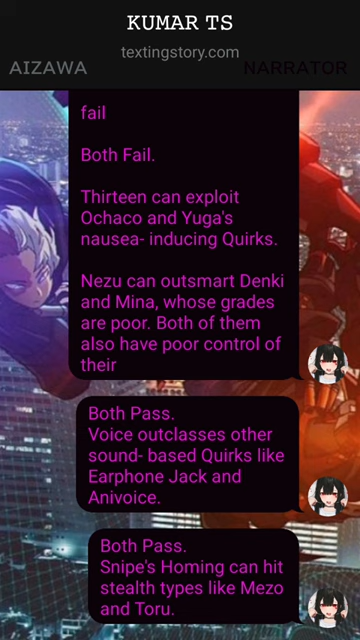 KUMAR TS
textingstory.com
AIZAWA
NARRATOR
fail
Both Fail.
Thirteen can exploit
Ochaco and Yuga's
nausea- inducing Quirks.
Nezu can outsmart Denki
and Mina, whose grades
are poor. Both of them
also have poor control of
their
Both Pass.
Voice outclasses other
sound- based Quirks like
Earphone Jack and
Anivoice.
Both Pass.
Snipe's Homing can hit
stealth types like Mezo
and Toru.